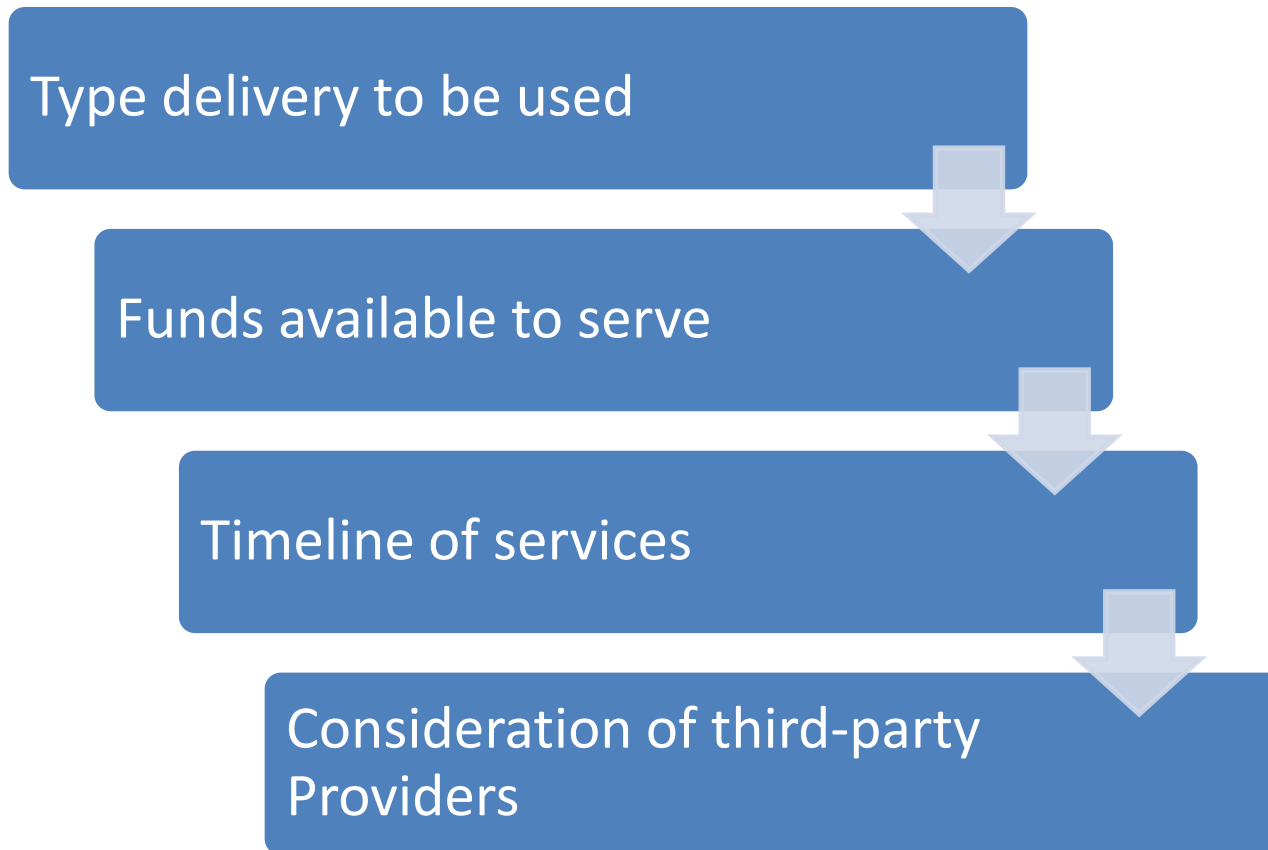 Type delivery to be used
Funds available to serve
Timeline of services
Consideration of third-party
Providers